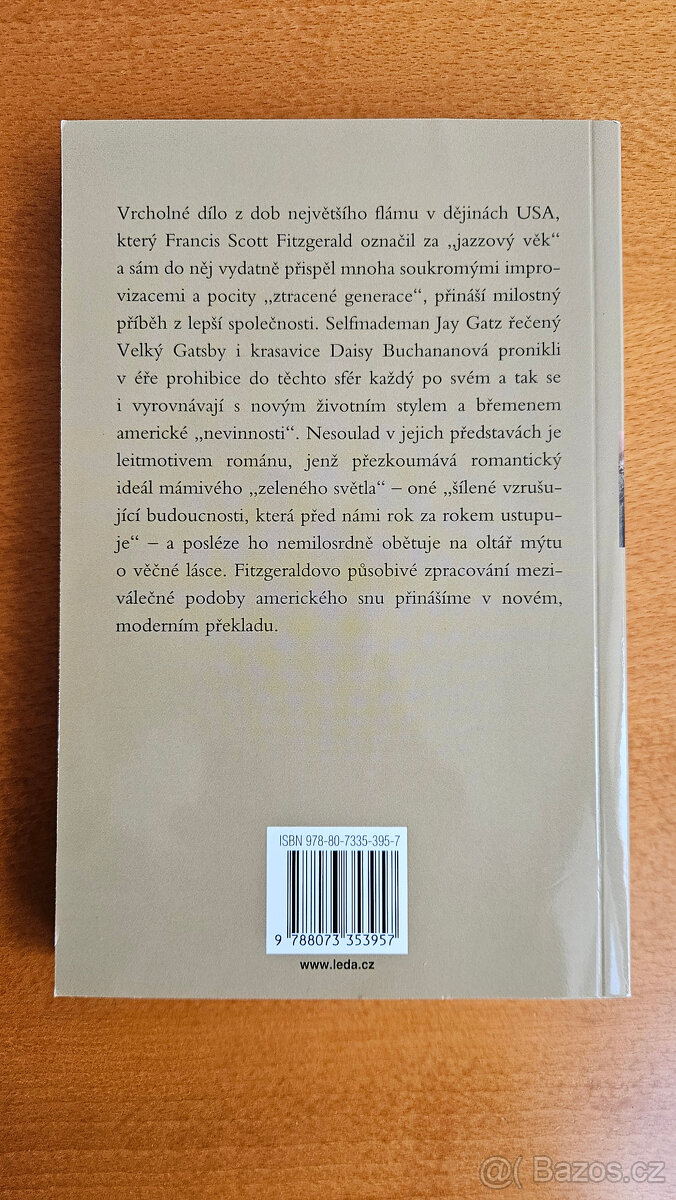 Vrcholné dílo z dob největšího flámu v dějinách USA,
který Francis Scott Fitzgerald označil za „jazzový věk“
a sám do něj vydatně přispěl mnoha soukromými impro-
vizacemi a pocity „ztracené generace“, přináší milostný
příběh z lepší společnosti. Selfmademan Jay Gatz řečený
Velký Gatsby i krasavice Daisy Buchananová pronikli
v éře prohibice do těchto sfér každý po svém a tak se
i vyrovnávají s novým životním stylem a břemenem
americké „nevinnosti“. Nesoulad v jejich představách je
leitmotivem románu, jenž přezkoumává romantický
ideál mámivého „zeleného světla“ – oné „šílené vzrušu-
jící budoucnosti, která před námi rok za rokem ustupu-
je“ – a posléze ho nemilosrdně obětuje na oltář mýtu
o věčné lásce. Fitzgeraldovo působivé zpracování mezi-
válečné podoby amerického snu přinášíme v novém,
moderním překladu.
ISBN 978-80-7335-395-7
9 788073 353957
www.leda.cz
@( Bazos.cz